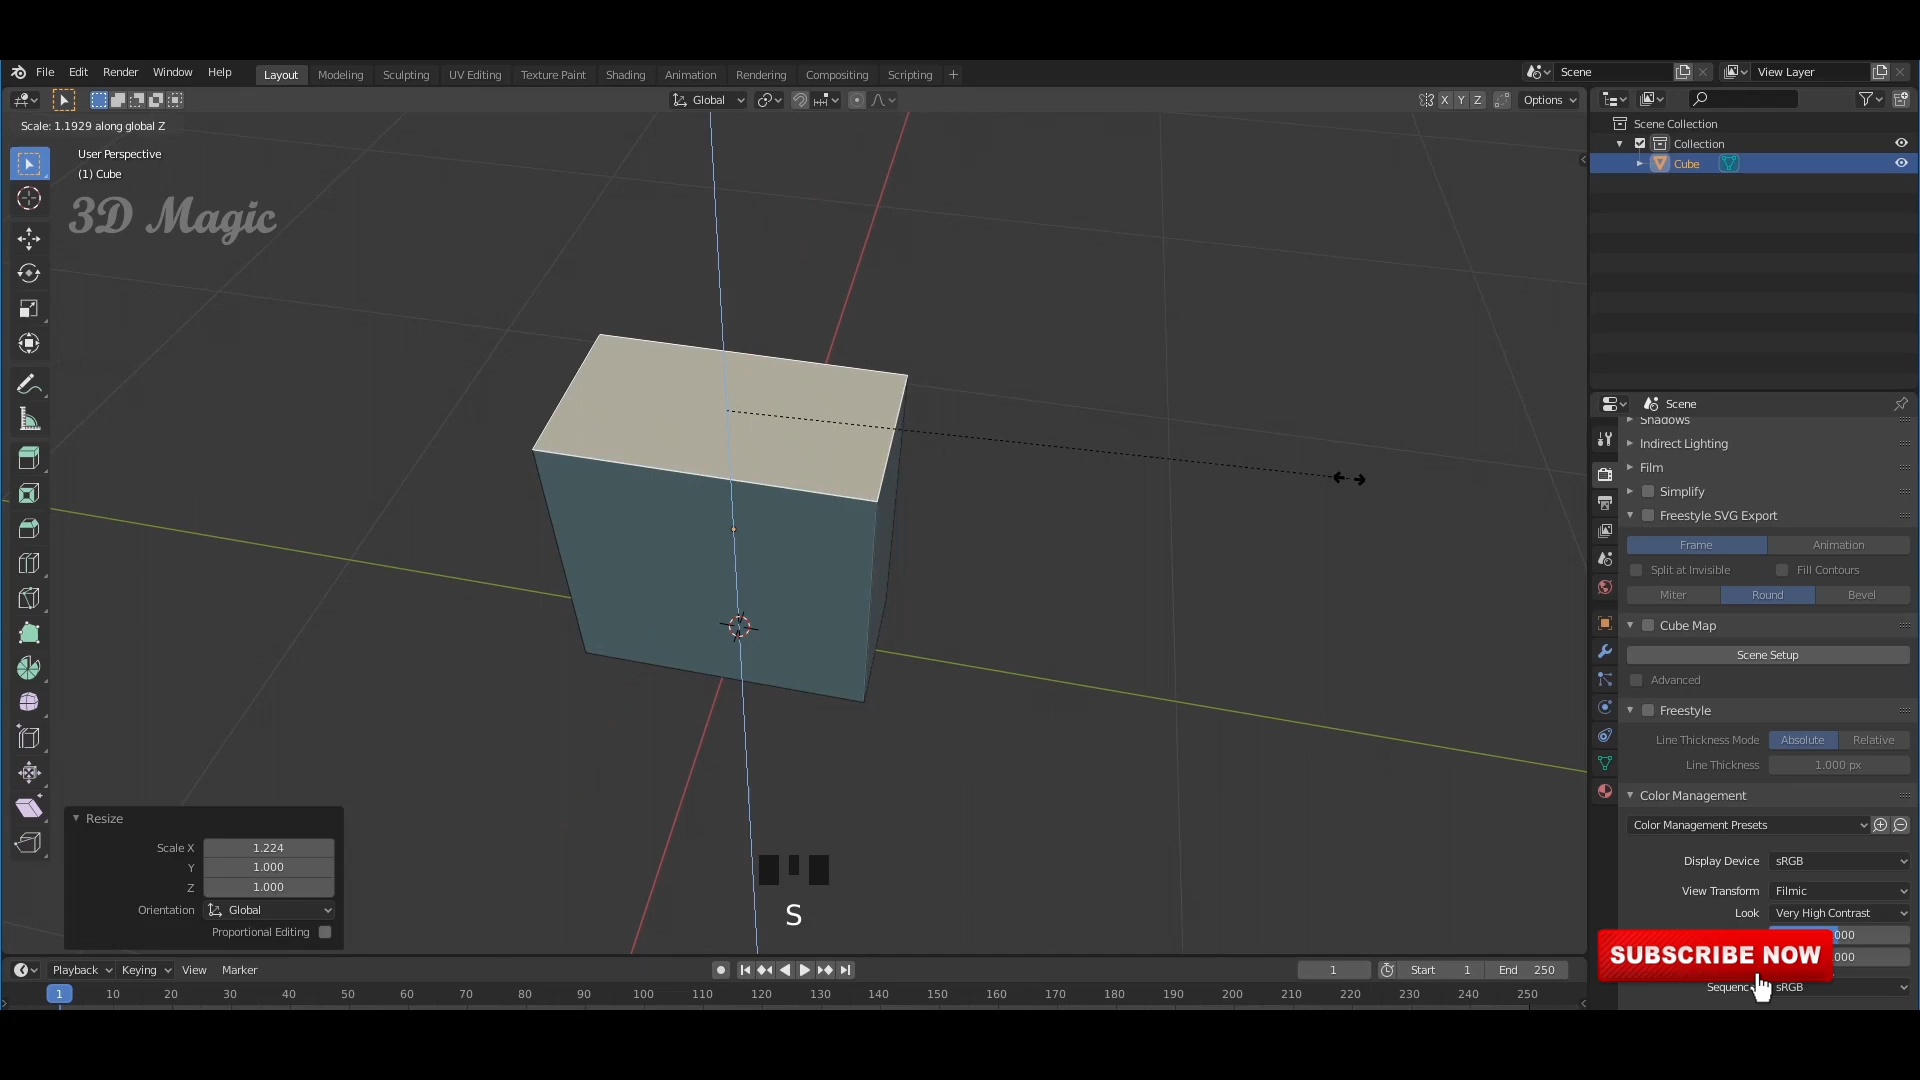 File Edit Render Window Help Layout Modeling Sculpting UV Editing Texture Paint Shading Animation Rendering Compositing Scripting + Scene View Layer
Global X Y Z Options
Scale: 1.1929 along global Z
User Perspective
(1) Cube
3D Magic
Scene Collection
Collection
Cube
Scene
Shadows
Indirect Lighting
Film
Simplify
Freestyle SVG Export
Frame Animation
Split at Invisible Fill Contours
Miter Round Bevel
Cube Map
Scene Setup
Advanced
Freestyle
Line Thickness Mode Absolute Relative
Line Thickness 1.000 px
Color Management
Color Management Presets
Display Device sRGB
View Transform Filmic
Look Very High Contrast
000
000
SUBSCRIBE NOW
Sequenc sRGB
Resize
Scale X 1.224
Y 1.000
Z 1.000
Orientation Global
Proportional Editing
S
Playback Keying View Marker 1 Start 1 End 250
1 10 20 30 40 50 60 70 80 90 100 110 120 130 140 150 160 170 180 190 200 210 220 230 240 250